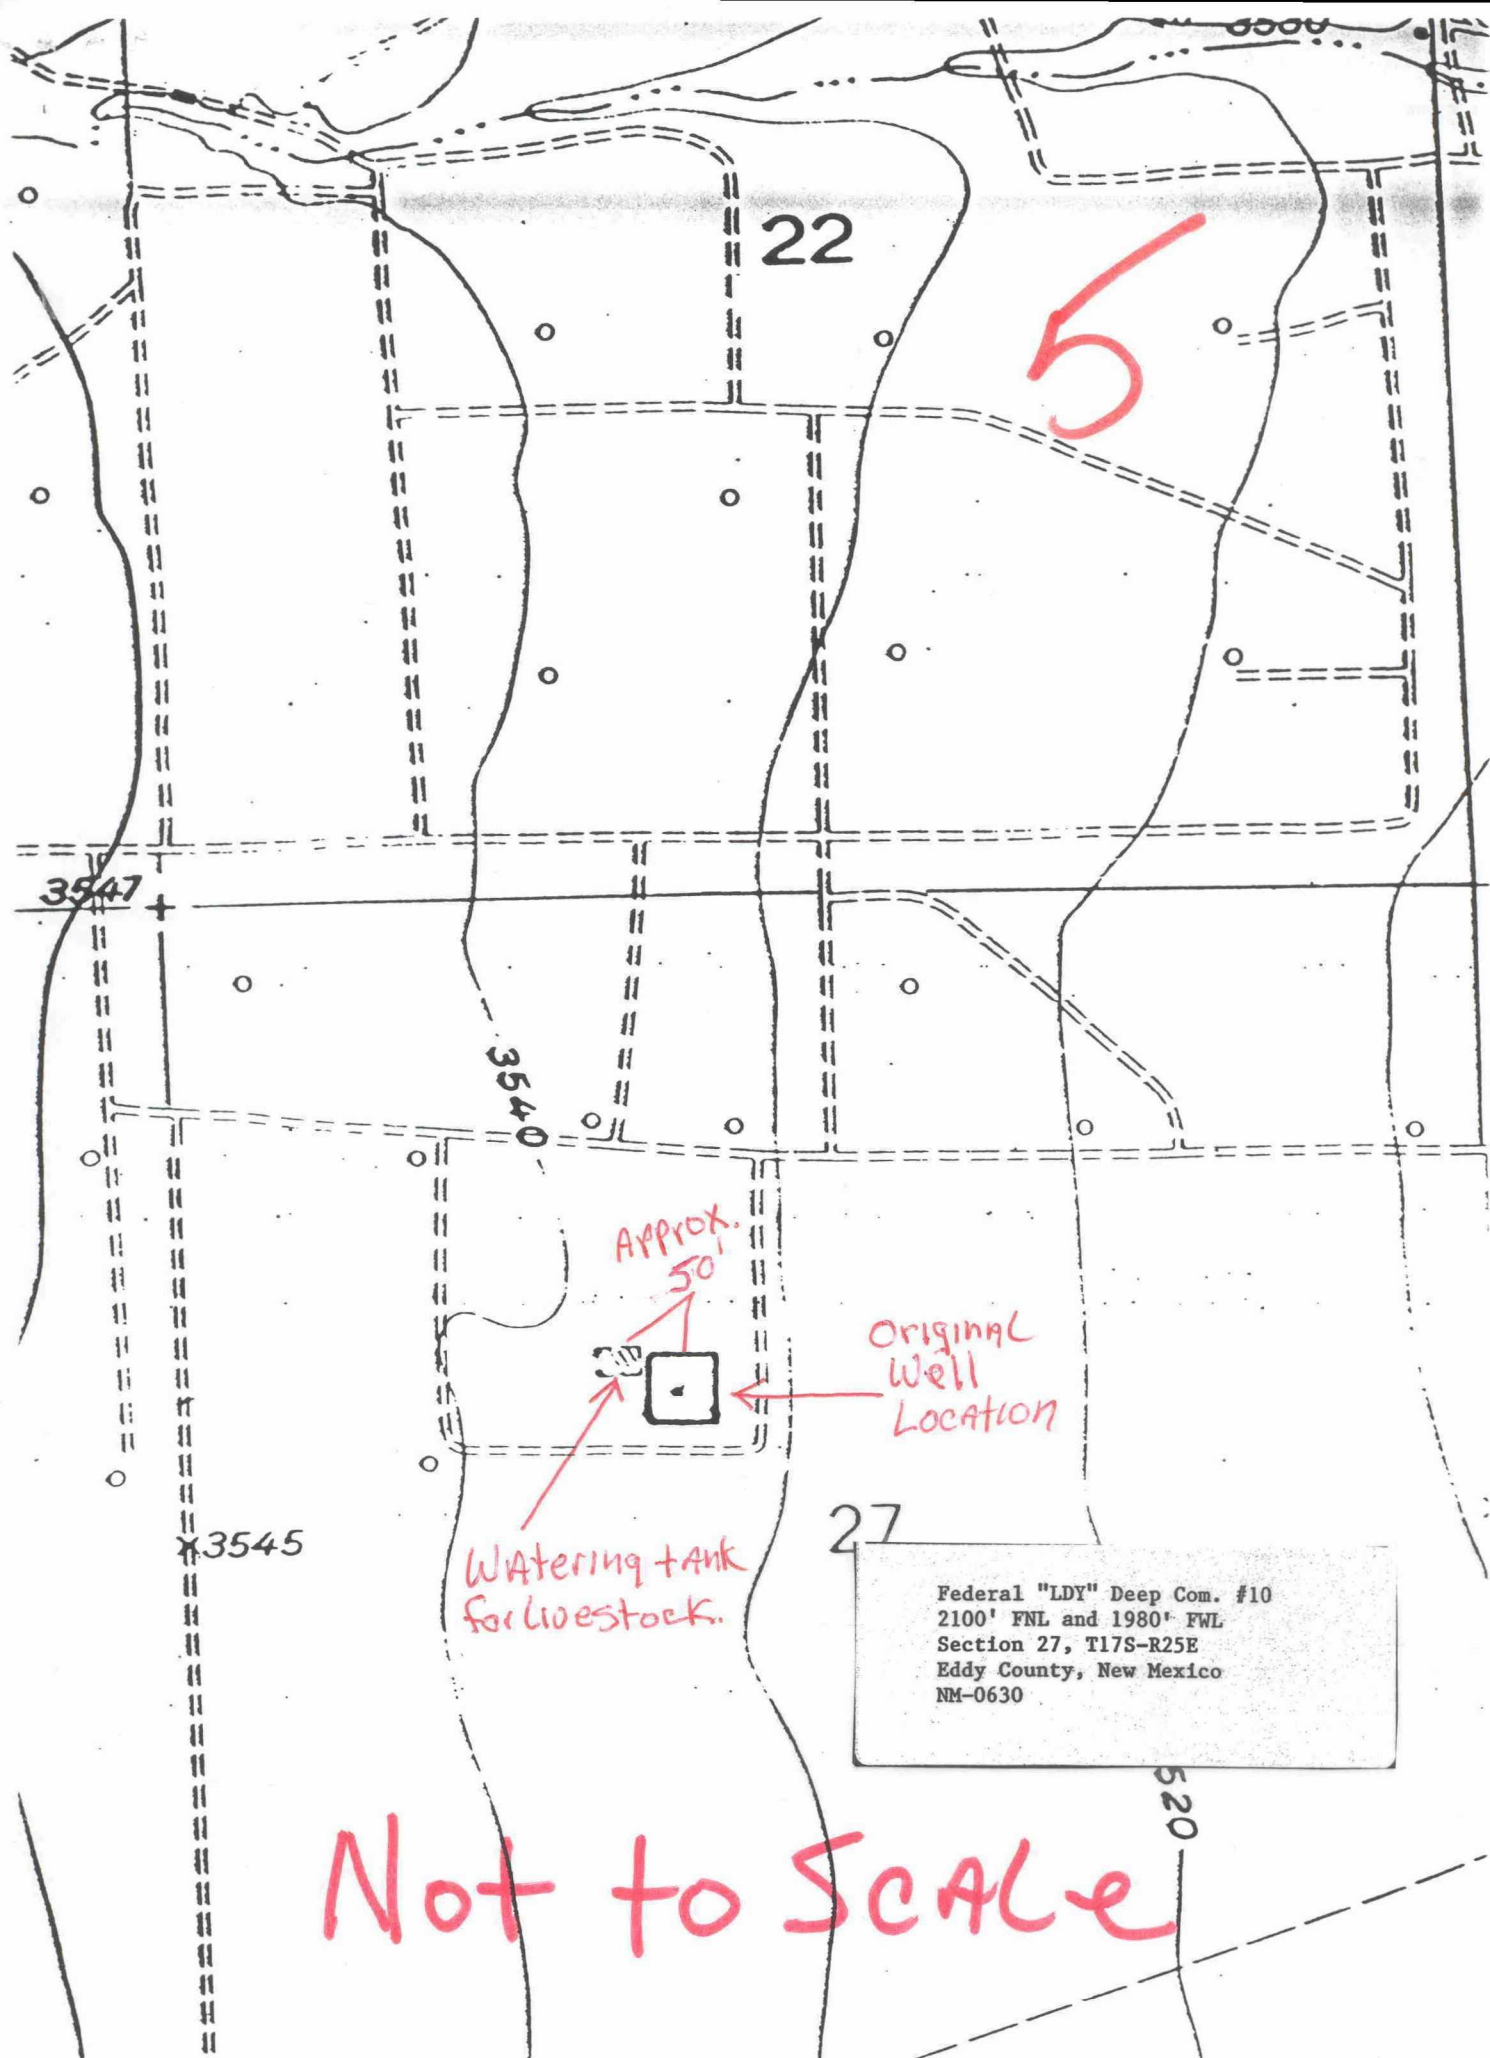 22
5
3547
3540
Approx.
50'
Original
Well
Location
Watering tank
for Livestock.
27
3545
Federal "LDY" Deep Com. #10
2100' FNL and 1980' FWL
Section 27, T17S-R25E
Eddy County, New Mexico
NM-0630
520
Not to Scale